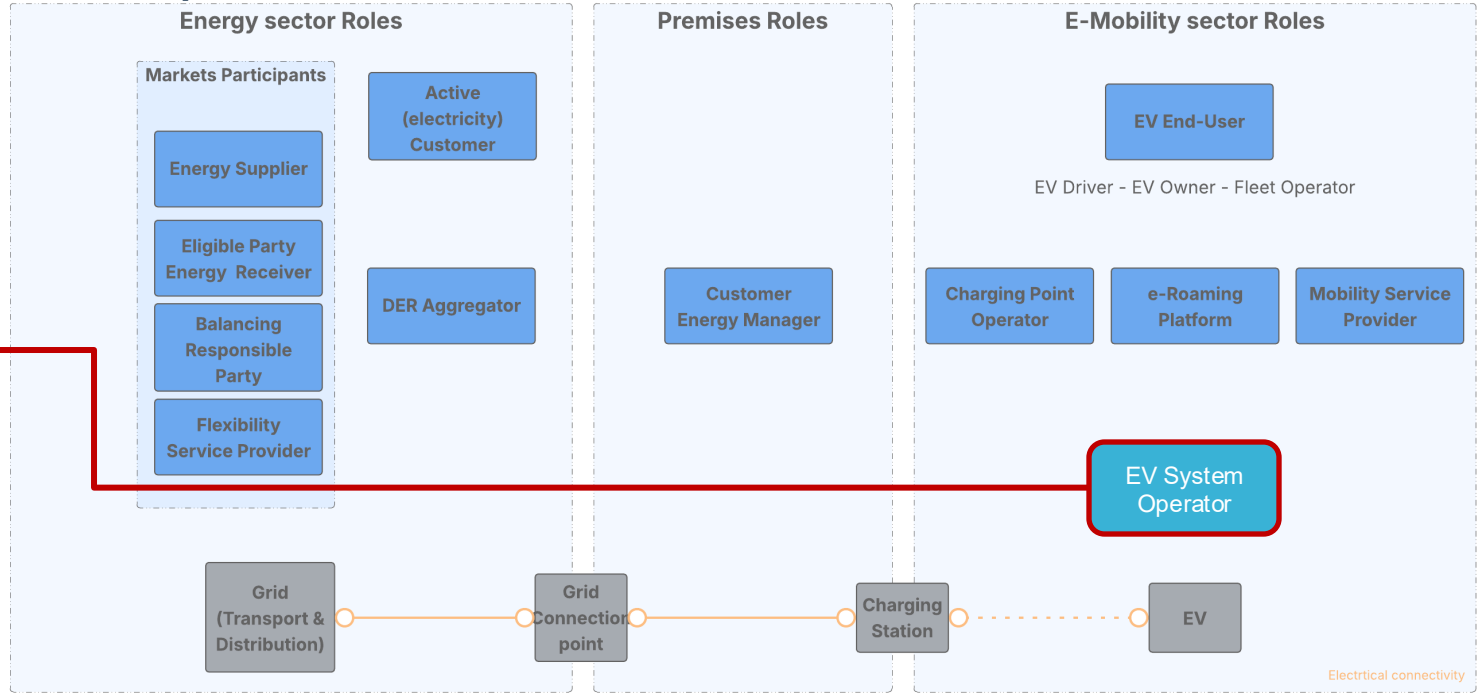 Energy sector Roles
Premises Roles
E-Mobility sector Roles
Markets Participants
Energy Supplier
Eligible Party
Energy Receiver
Balancing
Responsible
Party
Flexibility
Service Provider
Active
(electricity)
Customer
DER Aggregator
Customer
Energy Manager
EV End-User
EV Driver - EV Owner - Fleet Operator
Charging Point
Operator
e-Roaming
Platform
Mobility Service
Provider
EV System
Operator
Grid
(Transport &
Distribution)
Grid
Connection
point
Charging
Station
EV
Electrtical connectivity